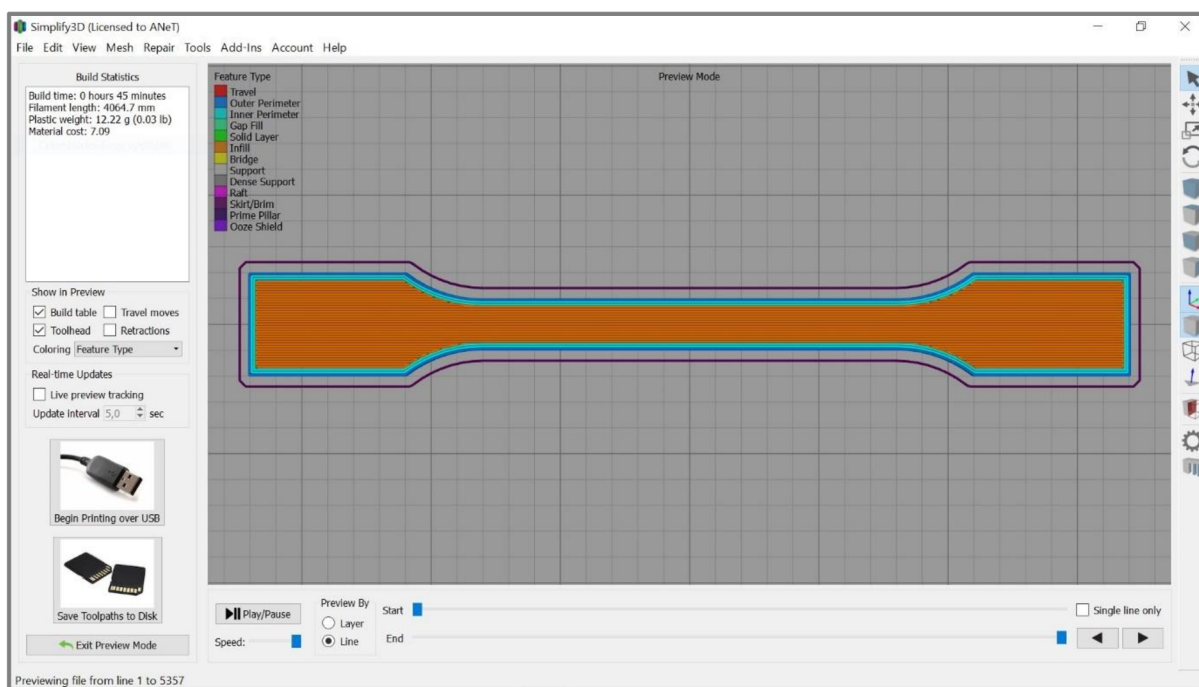 Simplify3D (Licensed to ANeT)
File Edit View Mesh Repair Tools Add-Ins Account Help
Build Statistics
Build time: 0 hours 45 minutes
Filament length: 4064.7 mm
Plastic weight: 12.22 g (0.03 lb)
Material cost: 7.09
Show in Preview
Build table Travel moves
Toolhead Retractions
Coloring Feature Type
Real-time Updates
Live preview tracking
Update Interval 5,0 sec
Begin Printing over USB
Save Toolpaths to Disk
Exit Preview Mode
Feature Type
Travel
Outer Perimeter
Inner Perimeter
Gap Fill
Solid Layer
Infill
Bridge
Support
Dense Support
Raft
Skirt/Brim
Prime Pillar
Ooze Shield
Preview Mode
Play/Pause
Speed:
Preview By
Layer
Line
Start
End
Single line only
Previewing file from line 1 to 5357